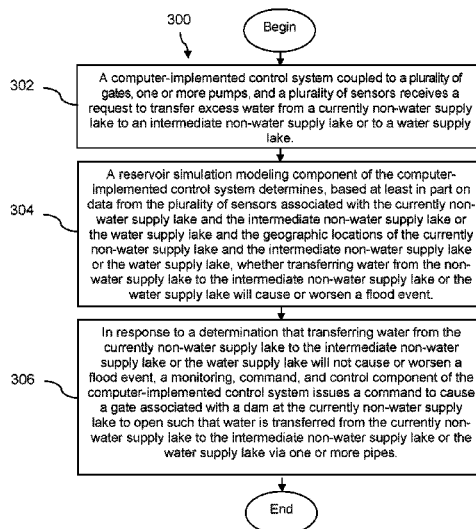 300
Begin
302
A computer-implemented control system coupled to a plurality of
gates, one or more pumps, and a plurality of sensors receives a
request to transfer excess water from a currently non-water supply
lake to an intermediate non-water supply lake or to a water supply
lake.
304
A reservoir simulation modeling component of the computer-
implemented control system determines, based at least in part on
data from the plurality of sensors associated with the currently non-
water supply lake and the intermediate non-water supply lake or
the water supply lake and the geographic locations of the currently
non-water supply lake and the intermediate non-water supply lake
or the water supply lake, whether transferring water from the non-
water supply lake to the intermediate non-water supply lake or the
water supply lake will cause or worsen a flood event.
306
In response to a determination that transferring water from the
currently non-water supply lake to the intermediate non-water
supply lake or the water supply lake will not cause or worsen a
flood event, a monitoring, command, and control component of the
computer-implemented control system issues a command to cause
a gate associated with a dam at the currently non-water supply
lake to open such that water is transferred from the currently non-
water supply lake to the intermediate non-water supply lake or the
water supply lake via one or more pipes.
End